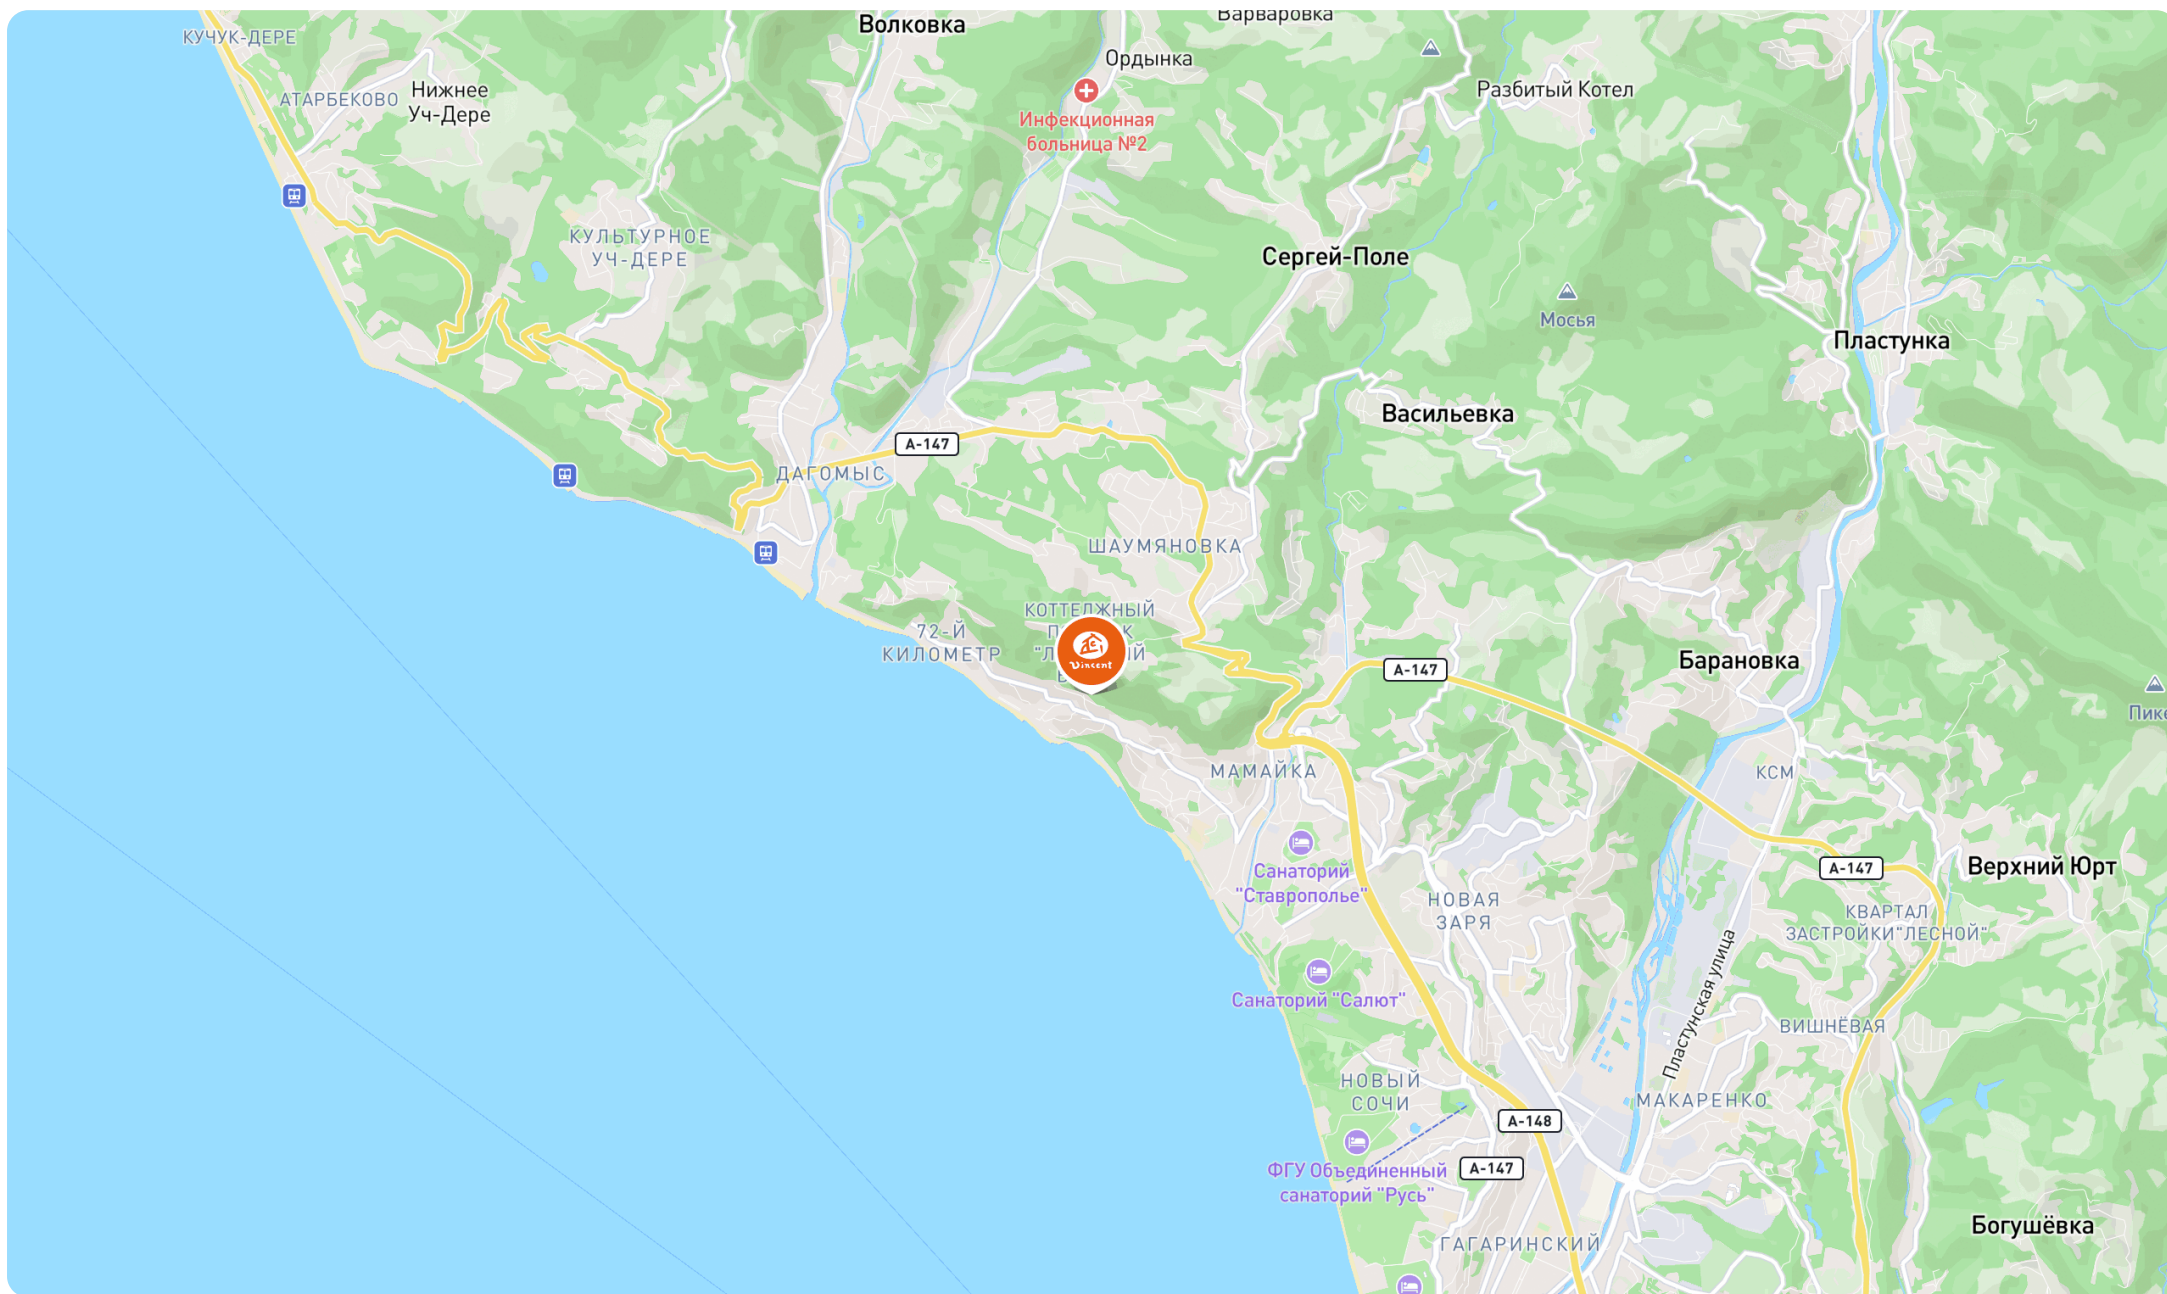 Волковка
Варваровка
КУЧУК-ДЕРЕ
Ордынка
Нижнее
Уч-Дере
АТАРБЕКОВО
Разбитый Котел
Инфекционная
больница №2
КУЛЬТУРНОЕ
УЧ-ДЕРЕ
Сергей-Поле
Мосья
Пластунка
Васильевка
А-147
ДАГОМЫС
ШАУМЯНОВКА
КОТТЕДЖНЫЙ
72-Й
КИЛОМЕТР
Vincent
А-147
Барановка
МАМАЙКА
КСМ
Санаторий
"Ставрополье"
А-147
Верхний Юрт
НОВАЯ
ЗАРЯ
КВАРТАЛ
ЗАСТРОЙКИ"ЛЕСНОЙ"
Санаторий "Салют"
Пластунская улица
ВИШНЁВАЯ
НОВЫЙ
СОЧИ
МАКАРЕНКО
А-148
А-147
ФГУ Объединенный
санаторий "Русь"
Богушёвка
ГАГАРИНСКИЙ